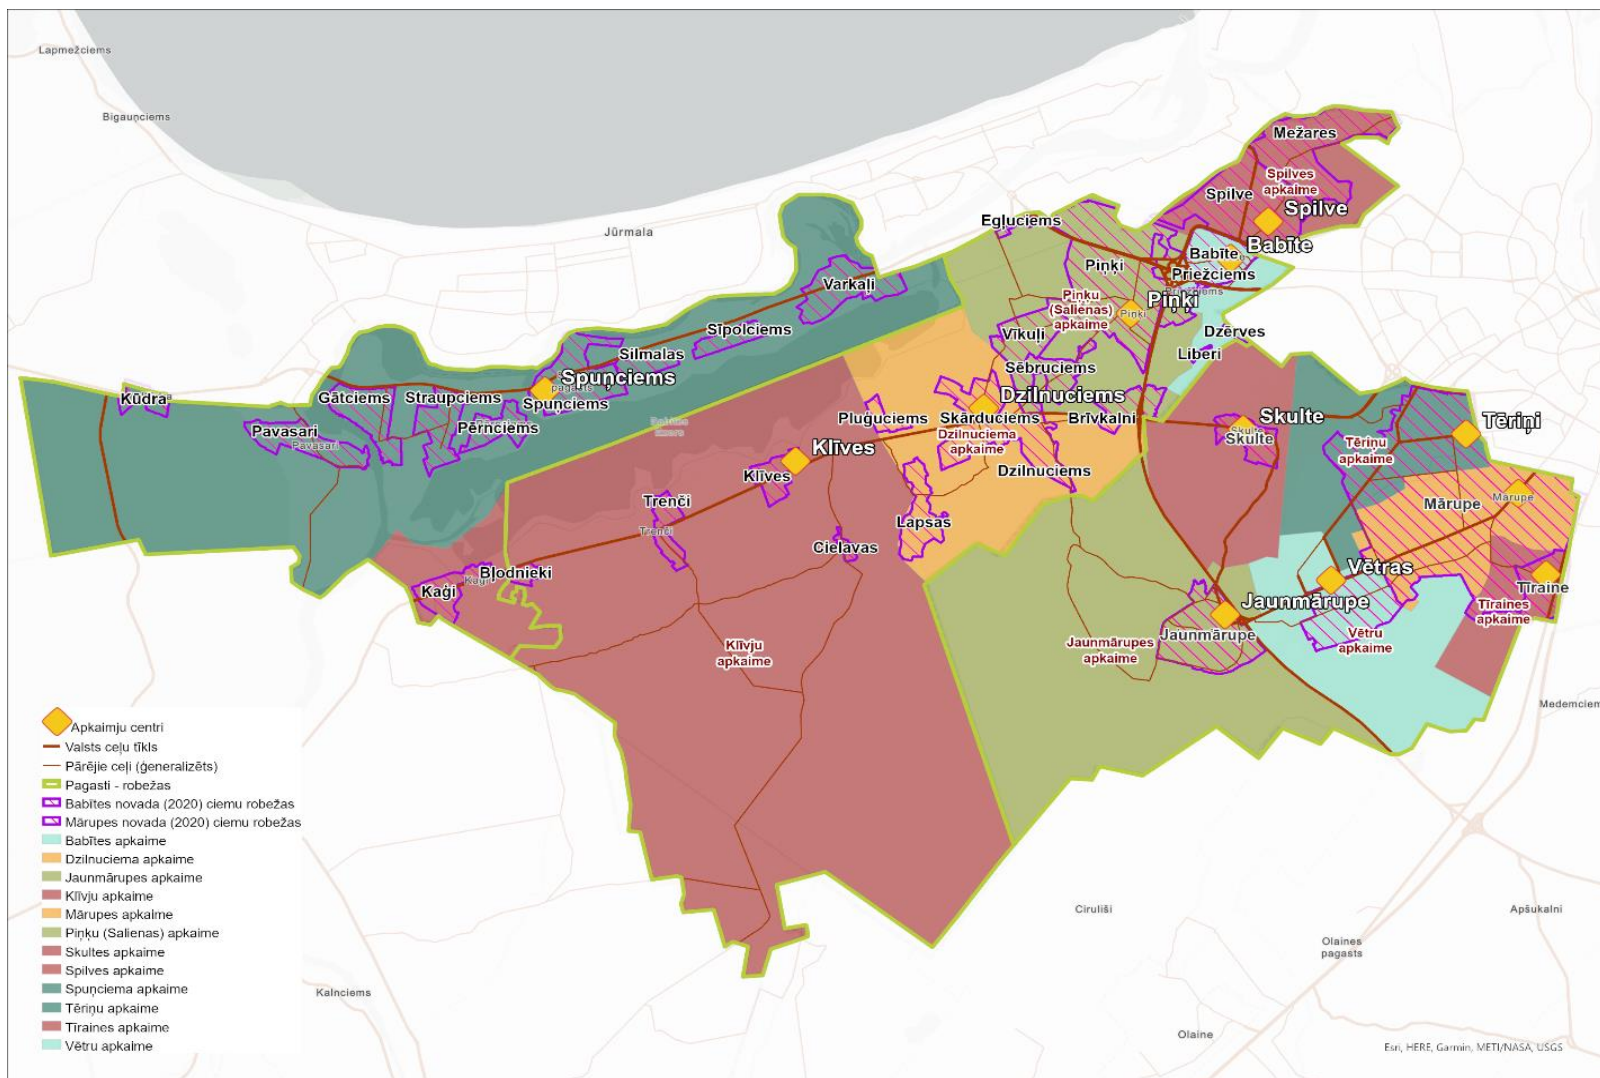 Lapmežciems
Bigauņciems
Jūrmala
Mežares
Spilves
apkaime
Spilve
Spilve
Egļuciems
Babīte
Babīte
Piņķi
Priežciems
Piņķu
(Salienas)
apkaime
Piņķi
Piņķi
Varkaļi
Vīkuļi
Dzērves
Liberi
Sīpolciems
Silmalas
Sēbruciems
Spuņciems
Spuņciems
Kūdra
Gātciems
Straupciems
Pērnciems
Pavasari
Pavasari
Dzilnuciems
Pluģuciems
Skārduciems
Brīvkalni
Dzilnuciema
apkaime
Dzilnuciems
Skulte
Skulte
Skulte
Tēriņi
Tēriņu
apkaime
Klīves
Klīves
Trenči
Trenči
Lapsas
Cielavas
Mārupe
Mārupe
Bļodnieki
Kaģi
Kaģi
Vētras
Tīraine
Tīraines
apkaime
Jaunmārupe
Jaunmārupe
Jaunmārupes
apkaime
Vētru
apkaime
Klīvju
apkaime
Medemciem
Apkaimju centri
Valsts ceļu tīkls
Pārējie ceļi (ģeneralizēts)
Pagasti - robežas
Babītes novada (2020) ciemu robežas
Mārupes novada (2020) ciemu robežas
Babītes apkaime
Dzilnuciema apkaime
Jaunmārupes apkaime
Klīvju apkaime
Mārupes apkaime
Piņķu (Salienas) apkaime
Skultes apkaime
Spilves apkaime
Spuņciema apkaime
Tēriņu apkaime
Tīraines apkaime
Vētru apkaime
Kalnciems
Ciruliši
Apšukalni
Olaines
pagasts
Olaine
Esri, HERE, Garmin, METI/NASA, USGS